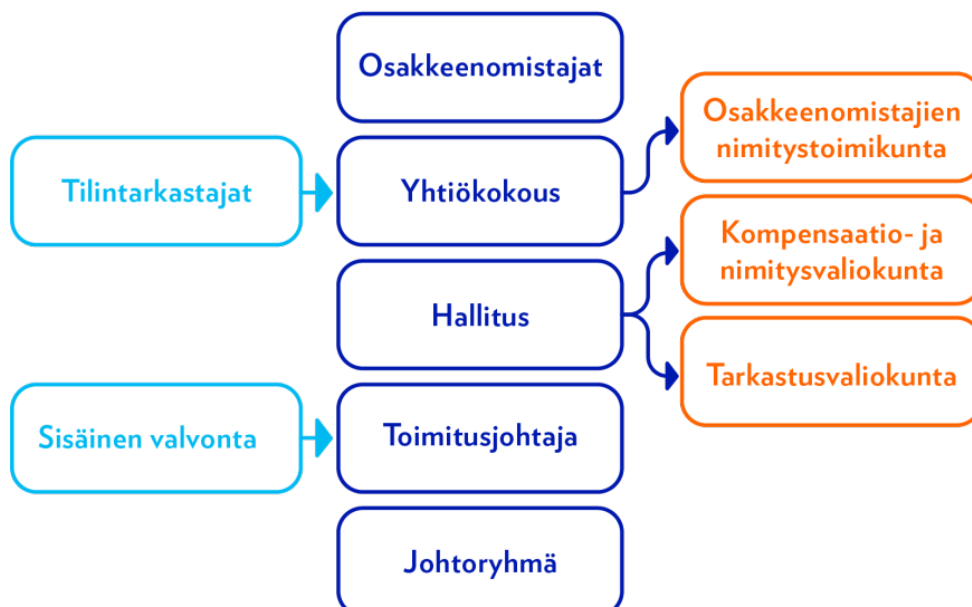 Osakkeenomistajat
Osakkeenomistajien
nimitystoimikunta
Tilintarkastajat
Yhtiökokous
Kompensaatio- ja
nimitysvaliokunta
Hallitus
Tarkastusvaliokunta
Sisäinen valvonta
Toimitusjohtaja
Johtoryhmä